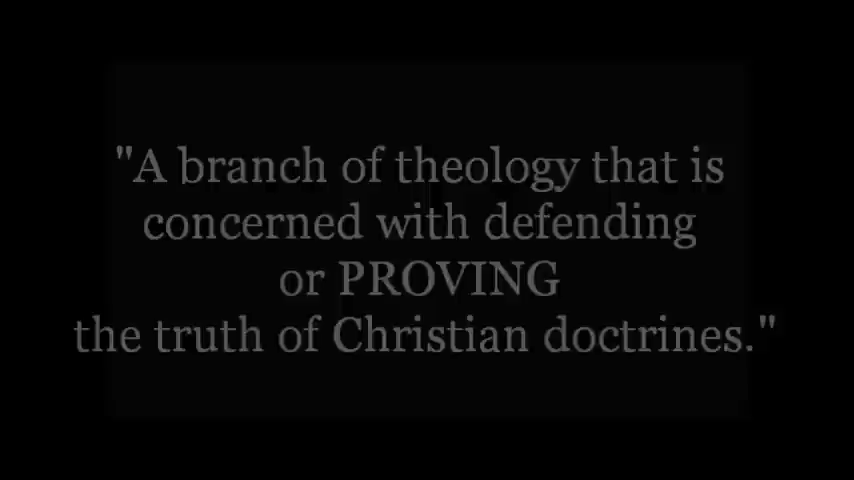 "A branch of theology that is
concerned with defending
or PROVING
the truth of Christian doctrines."